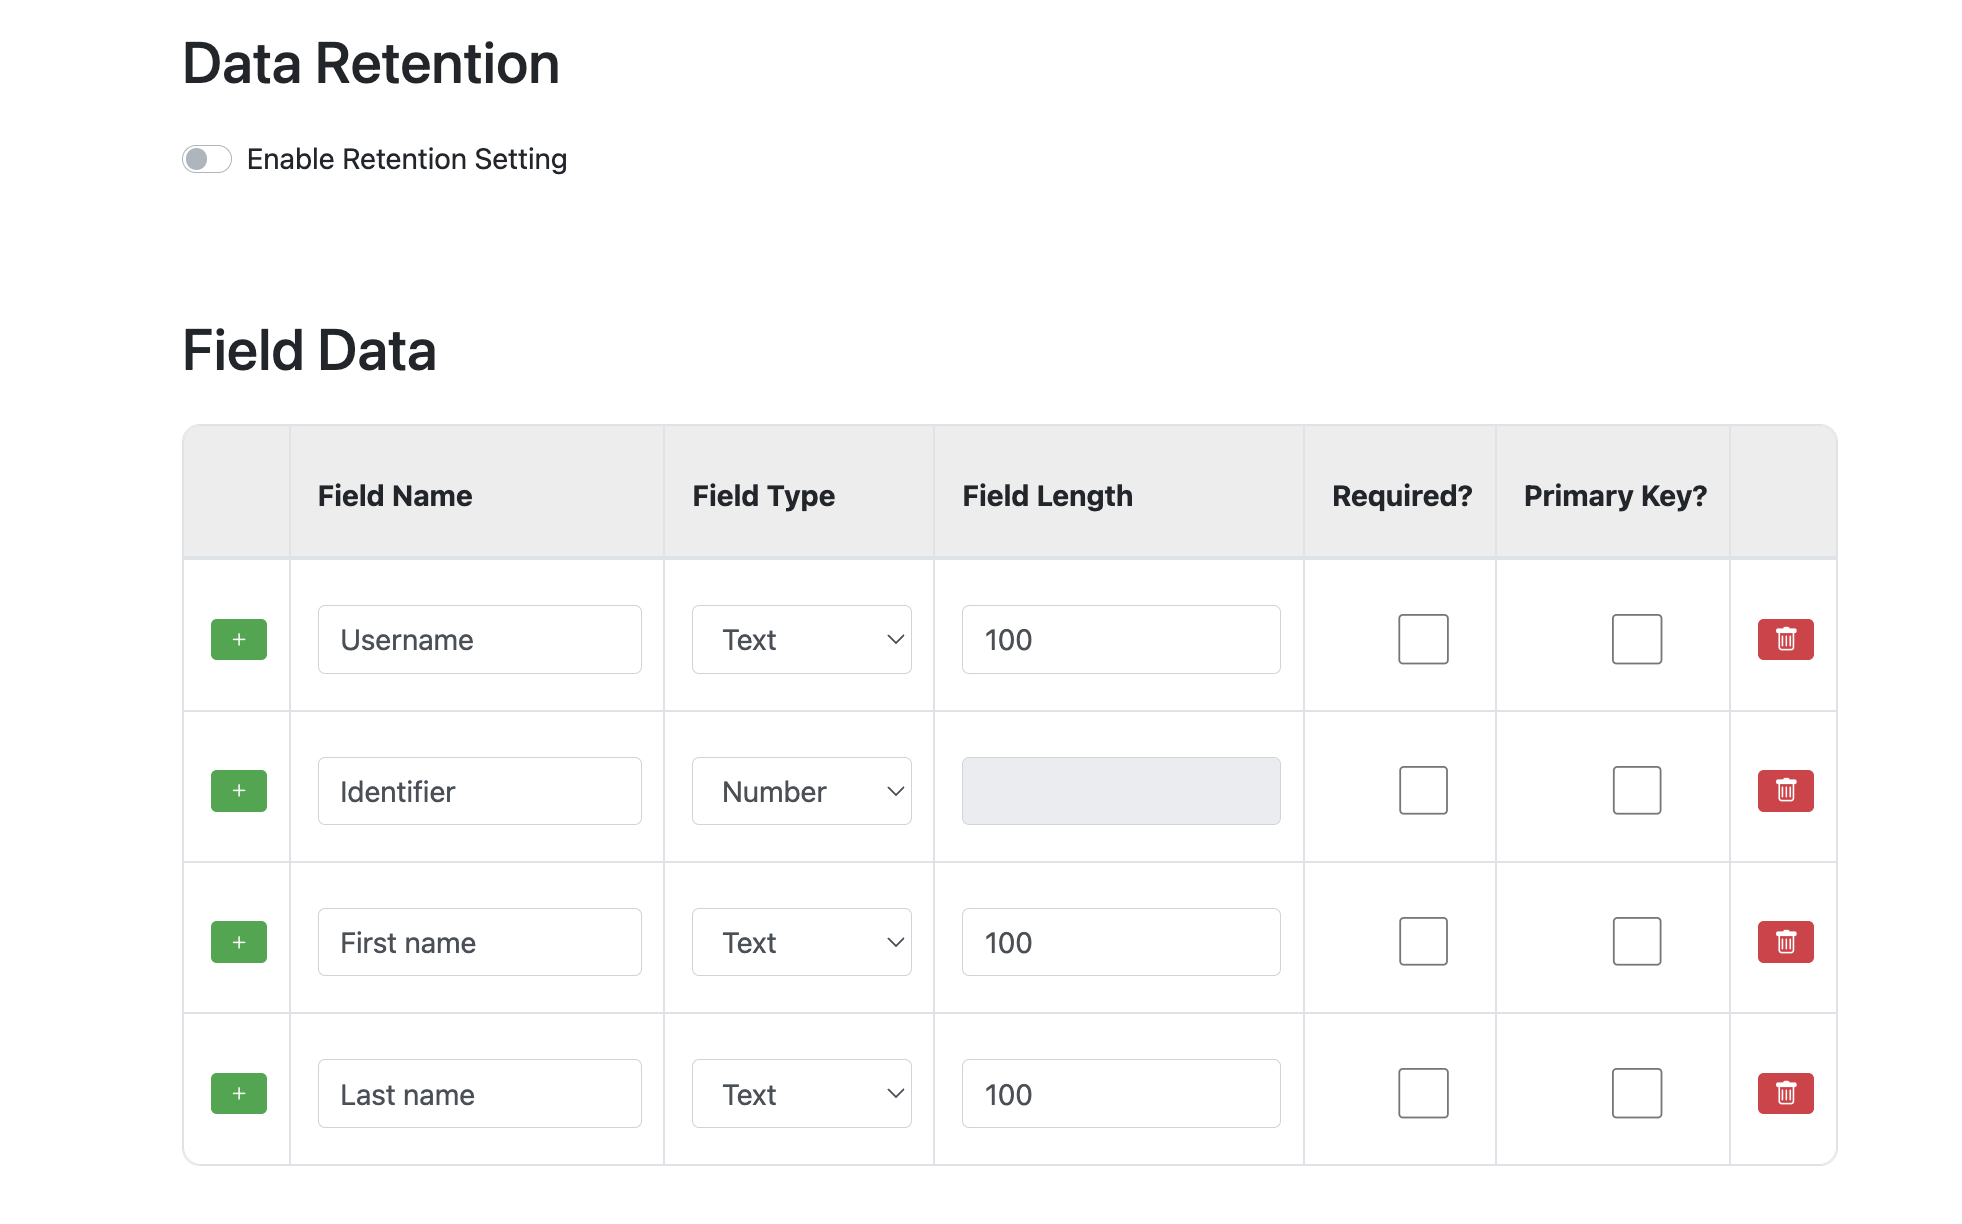 Data Retention
Enable Retention Setting
Field Data
Field Name Field Type Field Length Required? Primary Key?
+ Username Text 100
+ Identifier Number
+ First name Text 100
+ Last name Text 100